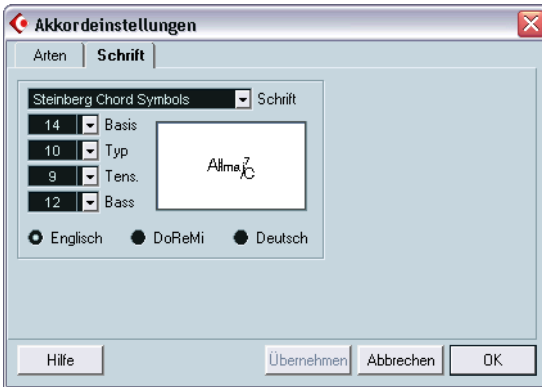 Akkordeinstellungen
Arten Schrift
Steinberg Chord Symbols Schrift
14 Basis
10 Typ
9 Tens.
12 Bass
Englisch DoReMi Deutsch
Hilfe Übernehmen Abbrechen OK